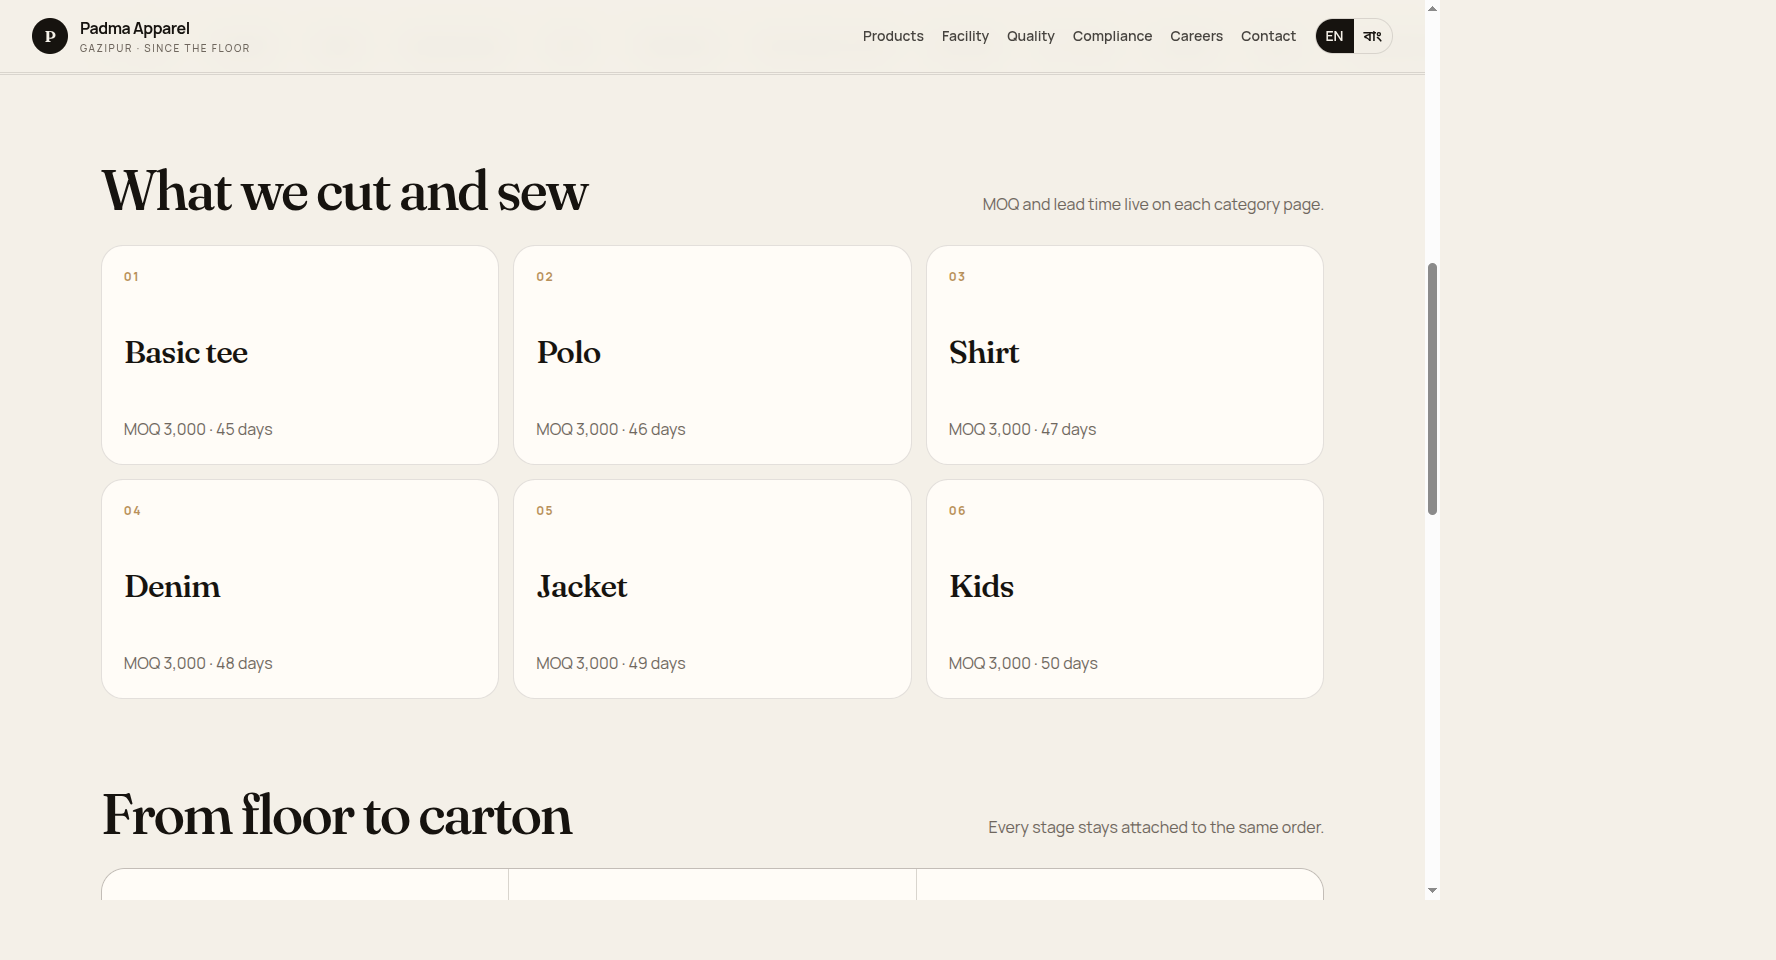 P
Padma Apparel
GAZIPUR · SINCE THE FLOOR
Products Facility Quality Compliance Careers Contact EN বাং
What we cut and sew
MOQ and lead time live on each category page.
01
Basic tee
MOQ 3,000 · 45 days
02
Polo
MOQ 3,000 · 46 days
03
Shirt
MOQ 3,000 · 47 days
04
Denim
MOQ 3,000 · 48 days
05
Jacket
MOQ 3,000 · 49 days
06
Kids
MOQ 3,000 · 50 days
From floor to carton
Every stage stays attached to the same order.